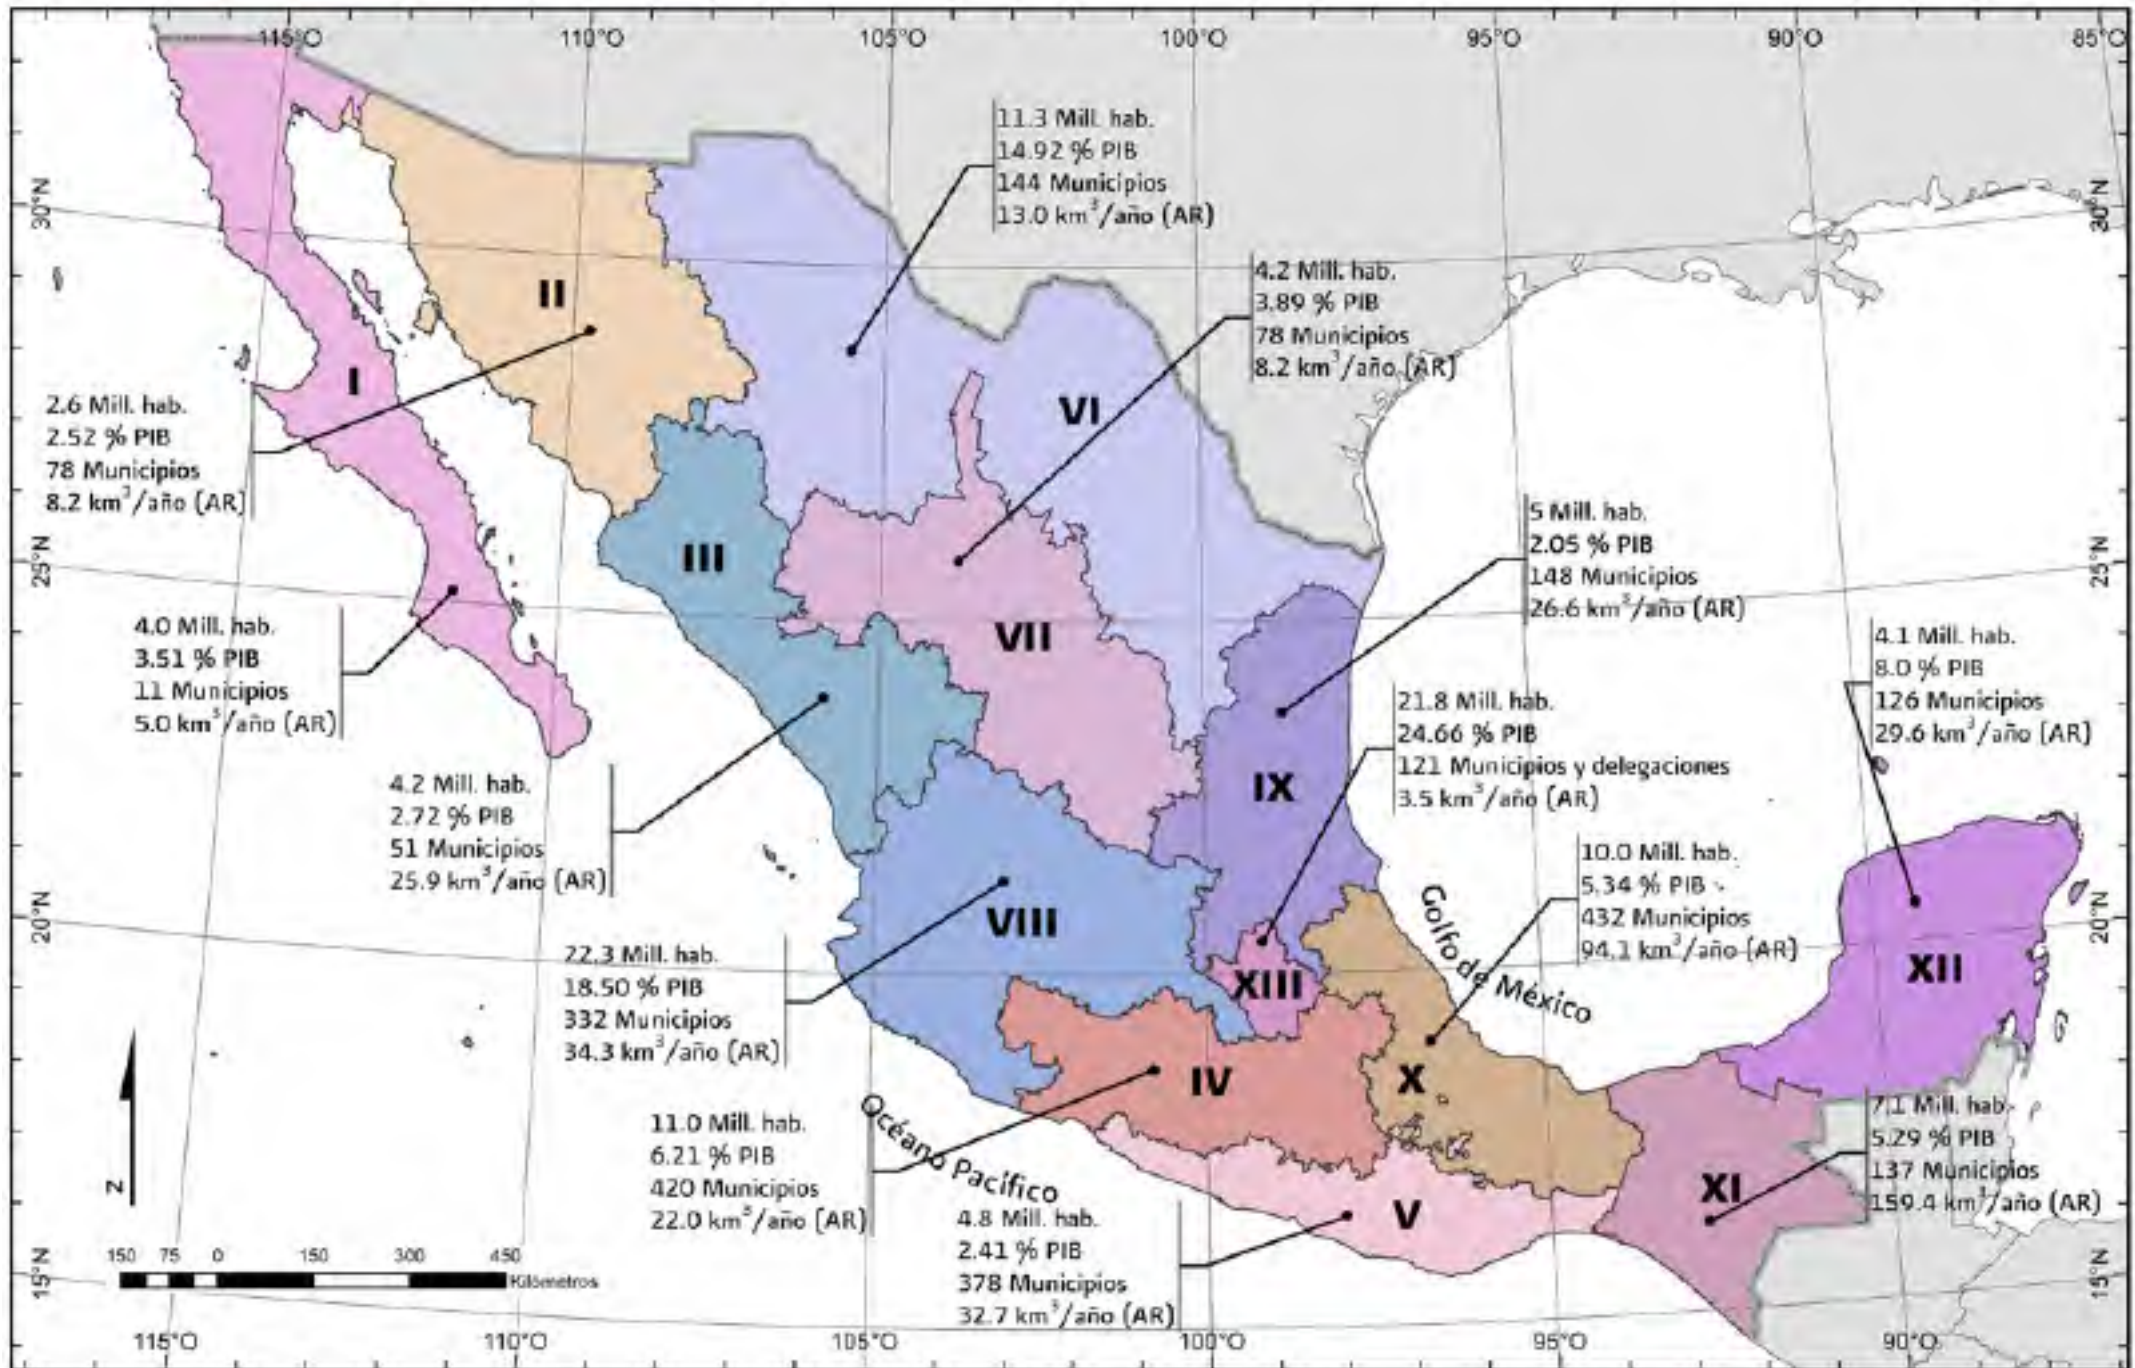 115°O
110°O
105°O
100°O
95°O
90°O
85°O
30°N
30°N
11.3 Mill. hab.
14.92 % PIB
144 Municipios
13.0 km³/año (AR)
4.2 Mill. hab.
3.89 % PIB
78 Municipios
8.2 km³/año (AR)
II
I
VI
2.6 Mill. hab.
2.52 % PIB
78 Municipios
8.2 km³/año (AR)
25°N
25°N
III
5 Mill. hab.
2.05 % PIB
148 Municipios
26.6 km³/año (AR)
4.0 Mill. hab.
3.51 % PIB
11 Municipios
5.0 km³/año (AR)
VII
4.1 Mill. hab.
8.0 % PIB
126 Municipios
29.6 km³/año (AR)
21.8 Mill. hab.
24.66 % PIB
121 Municipios y delegaciones
3.5 km³/año (AR)
4.2 Mill. hab.
2.72 % PIB
51 Municipios
25.9 km³/año (AR)
IX
10.0 Mill. hab.
5.34 % PIB
432 Municipios
94.1 km³/año (AR)
20°N
20°N
VIII
Golfo de México
XII
XIII
22.3 Mill. hab.
18.50 % PIB
332 Municipios
34.3 km³/año (AR)
IV
X
11.0 Mill. hab.
6.21 % PIB
420 Municipios
22.0 km³/año (AR)
Océano Pacífico
7.1 Mill. hab.
5.29 % PIB
137 Municipios
159.4 km³/año (AR)
XI
V
4.8 Mill. hab.
2.41 % PIB
378 Municipios
32.7 km³/año (AR)
N
150 75 0 150 300 450
Kilómetros
15°N
15°N
115°O
110°O
105°O
100°O
95°O
90°O